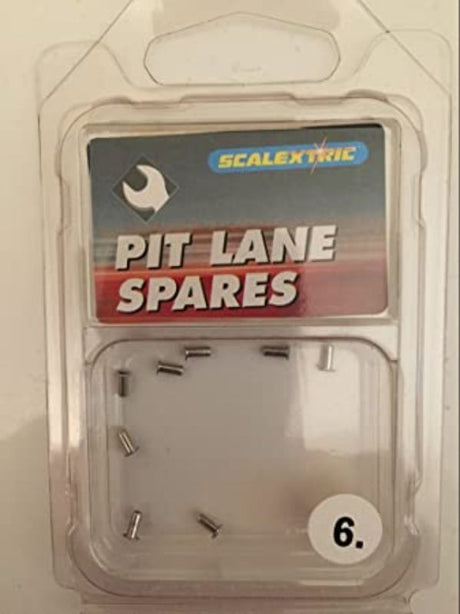 SCALEXTRIC
PIT LANE
SPARES
6.